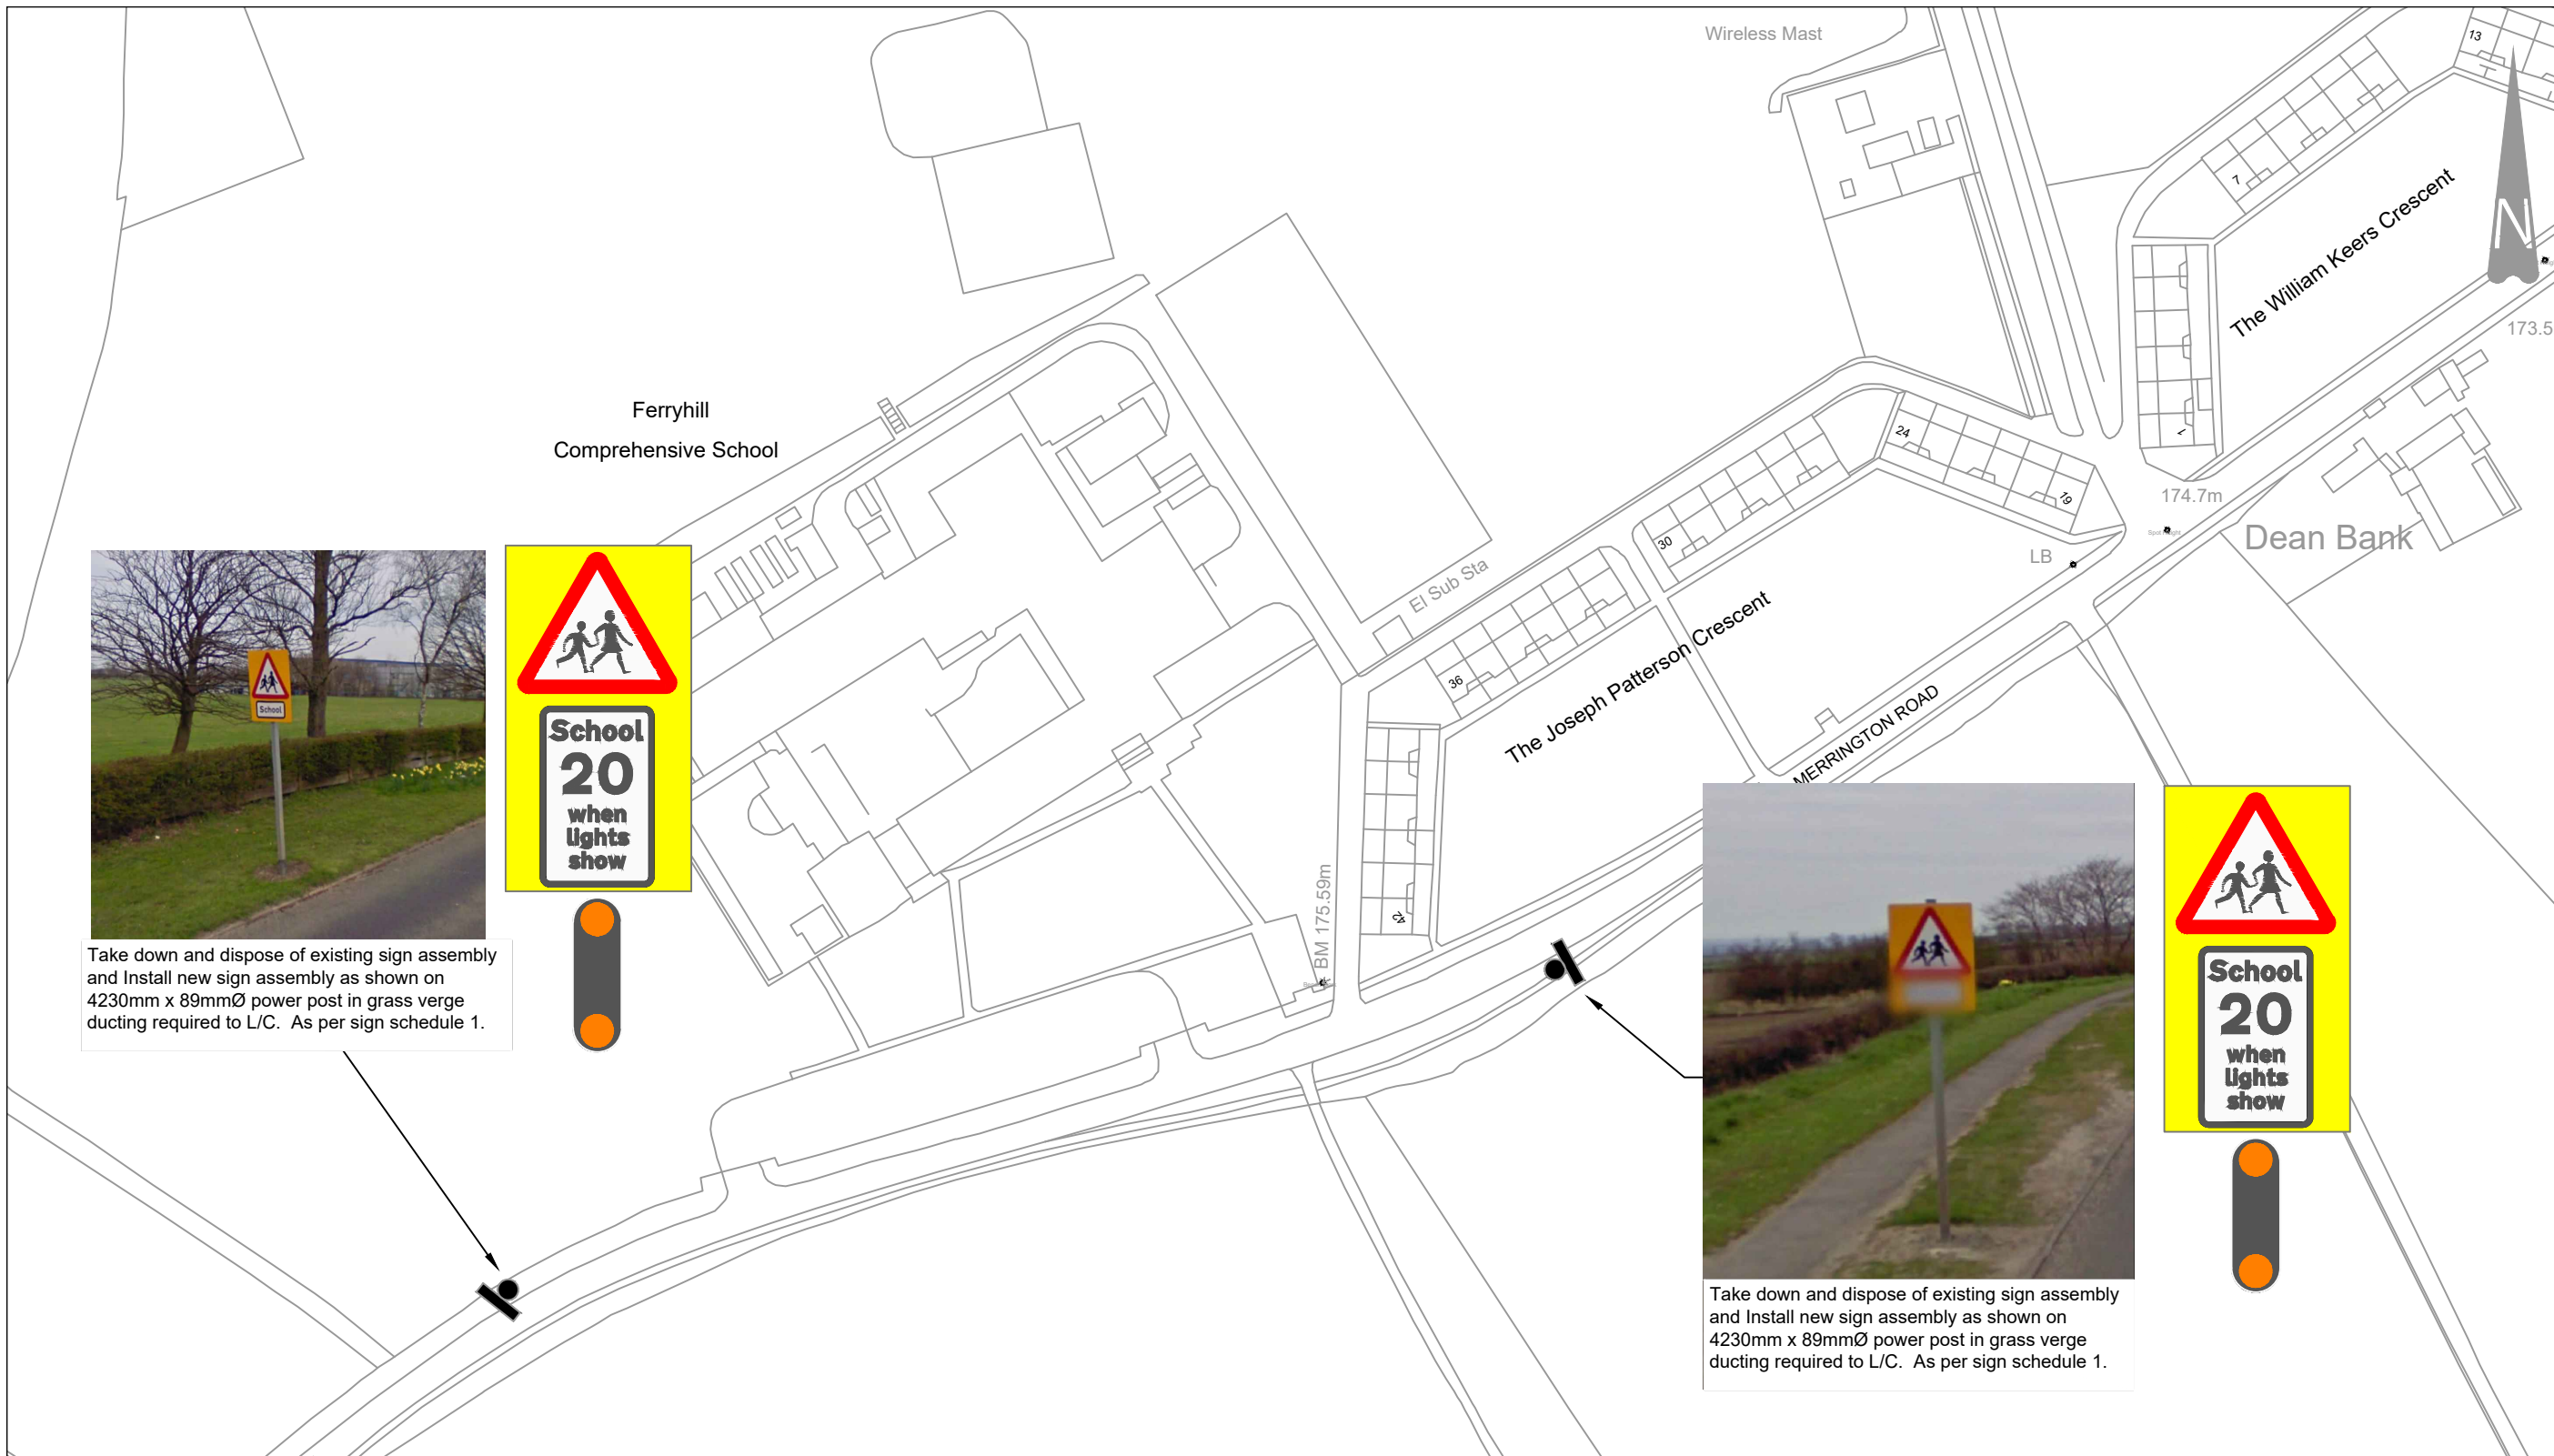 Wireless Mast
13
7
The William Keers Crescent
N
173.5
Ferryhill
Comprehensive School
24
19
1
174.7m
Dean Bank
LB
30
El Sub Sta
36
The Joseph Patterson Crescent
MERRINGTON ROAD
42
BM 175.59m
School
School
20
when
lights
show
Take down and dispose of existing sign assembly
and Install new sign assembly as shown on
4230mm x 89mmØ power post in grass verge
ducting required to L/C. As per sign schedule 1.
School
20
when
lights
show
Take down and dispose of existing sign assembly
and Install new sign assembly as shown on
4230mm x 89mmØ power post in grass verge
ducting required to L/C. As per sign schedule 1.